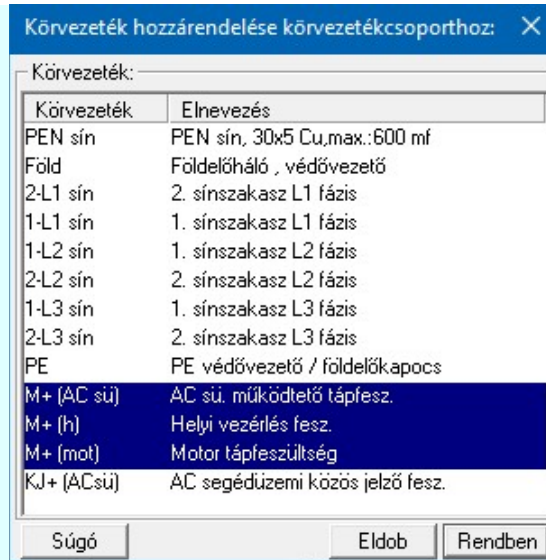 Körvezeték hozzárendelése körvezetékcsoporthoz:
Körvezeték:
Körvezeték Elnevezés
PEN sín PEN sín, 30x5 Cu,max.:600 mf
Föld Földelőháló , védővezető
2-L1 sín 2. sínszakasz L1 fázis
1-L1 sín 1. sínszakasz L1 fázis
1-L2 sín 1. sínszakasz L2 fázis
2-L2 sín 2. sínszakasz L2 fázis
1-L3 sín 1. sínszakasz L3 fázis
2-L3 sín 2. sínszakasz L3 fázis
PE PE védővezető / földelőkapocs
M+ (AC sü) AC sü. működtető tápfesz.
M+ (h) Helyi vezérlés fesz.
M+ (mot) Motor tápfeszültség
KJ+ (ACsü) AC segédüzemi közös jelző fesz.
Súgó Eldob Rendben